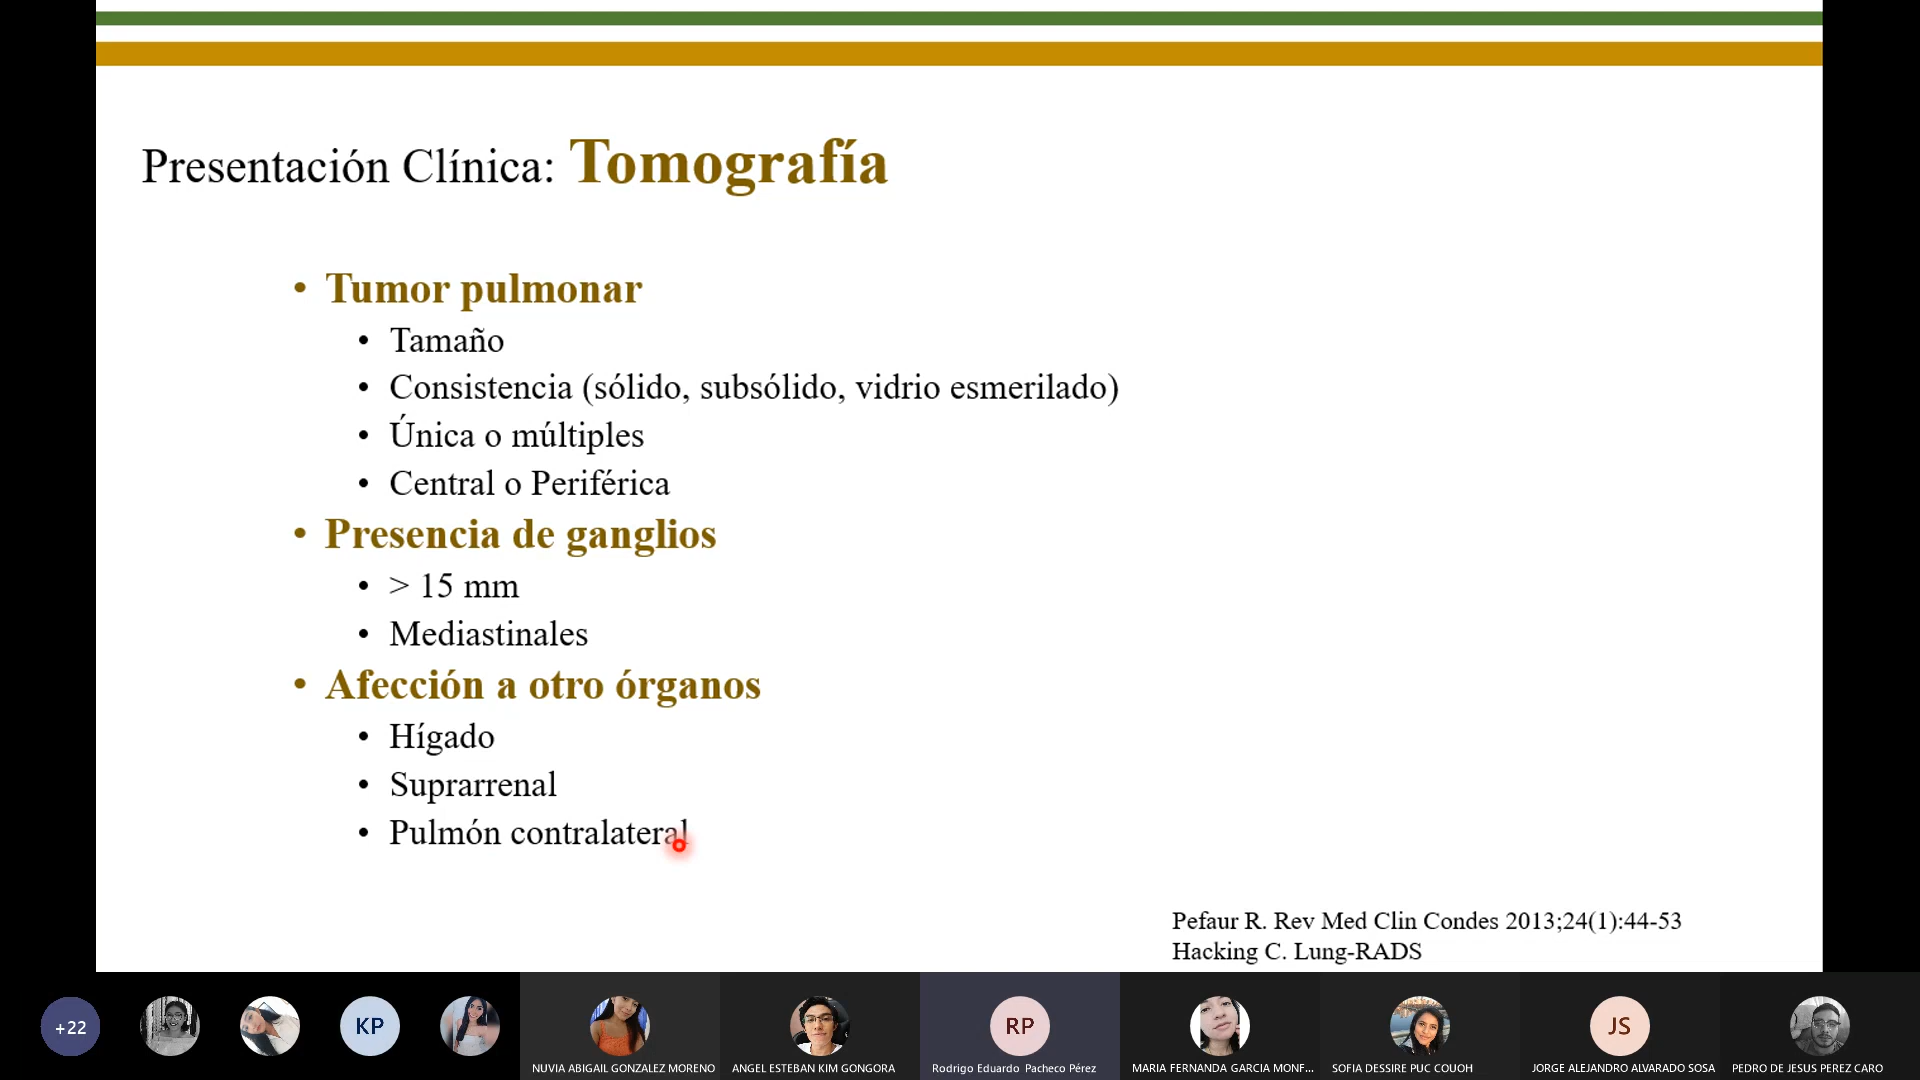 Presentación Clínica: Tomografía
• Tumor pulmonar
• Tamaño
• Consistencia (sólido, subsólido, vidrio esmerilado)
• Única o múltiples
• Central o Periférica
• Presencia de ganglios
• > 15 mm
• Mediastinales
• Afección a otro órganos
• Hígado
• Suprarrenal
• Pulmón contralateral
Pefaur R. Rev Med Clin Condes 2013;24(1):44-53
Hacking C. Lung-RADS
+22
KP
RP
JS
NUVIA ABIGAIL GONZALEZ MORENO
ANGEL ESTEBAN KIM GONGORA
Rodrigo Eduardo Pacheco Pérez
MARIA FERNANDA GARCIA MONF...
SOFIA DESSIRE PUC COUOH
JORGE ALEJANDRO ALVARADO SOSA
PEDRO DE JESUS PEREZ CARO